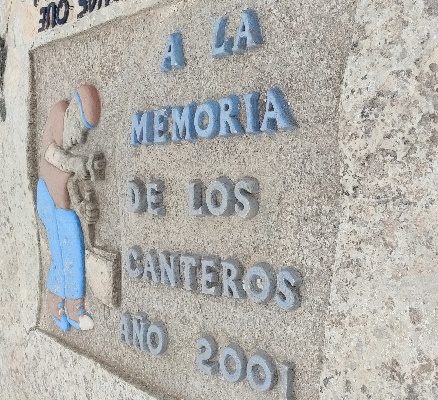 A LA
MEMORIA
DE LOS
CANTEROS
AÑO 2001